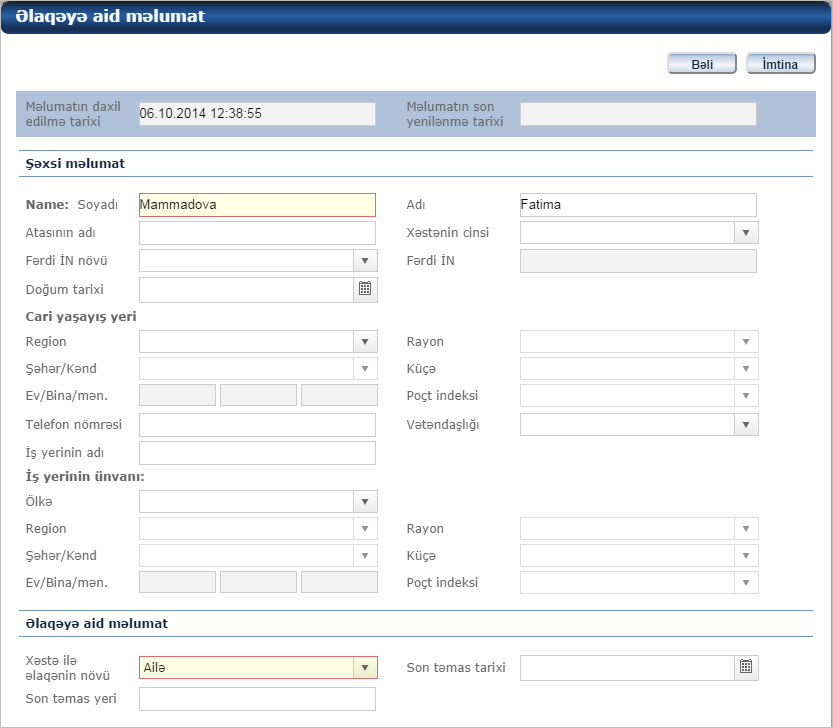 Əlaqəyə aid məlumat
Bəli İmtina
Məlumatın daxil edilmə tarixi 06.10.2014 12:38:55 Məlumatın son yenilənmə tarixi
Şəxsi məlumat
Name: Soyadı Mammadova Adı Fatima
Atasının adı Xəstənin cinsi
Fərdi İN növü Fərdi İN
Doğum tarixi
Cari yaşayış yeri
Region Rayon
Şəhər/Kənd Küçə
Ev/Bina/mən. Poçt indeksi
Telefon nömrəsi Vətəndaşlığı
İş yerinin adı
İş yerinin ünvanı:
Ölkə
Region Rayon
Şəhər/Kənd Küçə
Ev/Bina/mən. Poçt indeksi
Əlaqəyə aid məlumat
Xəstə ilə əlaqənin növü Ailə Son təmas tarixi
Son təmas yeri